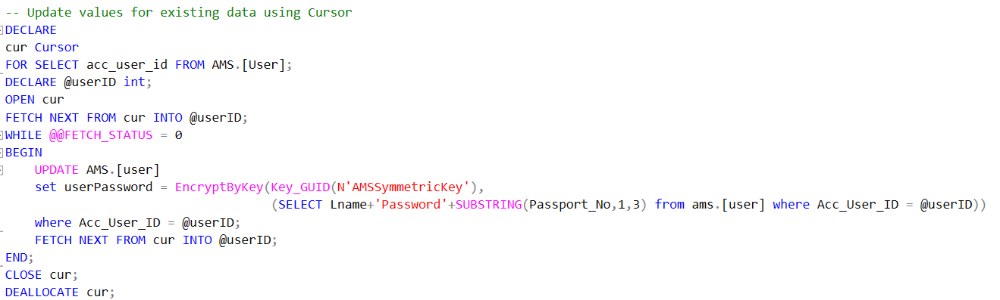 -- Update values for existing data using Cursor
DECLARE
cur Cursor
FOR SELECT acc_user_id FROM AMS.[User];
DECLARE @userID int;
OPEN cur
FETCH NEXT FROM cur INTO @userID;
WHILE @@FETCH_STATUS = 0
BEGIN
    UPDATE AMS.[user]
    set userPassword = EncryptByKey(Key_GUID(N'AMSSymmetricKey'),
                                    (SELECT Lname+'Password'+SUBSTRING(Passport_No,1,3) from ams.[user] where Acc_User_ID = @userID))
    where Acc_User_ID = @userID;
    FETCH NEXT FROM cur INTO @userID;
END;
CLOSE cur;
DEALLOCATE cur;